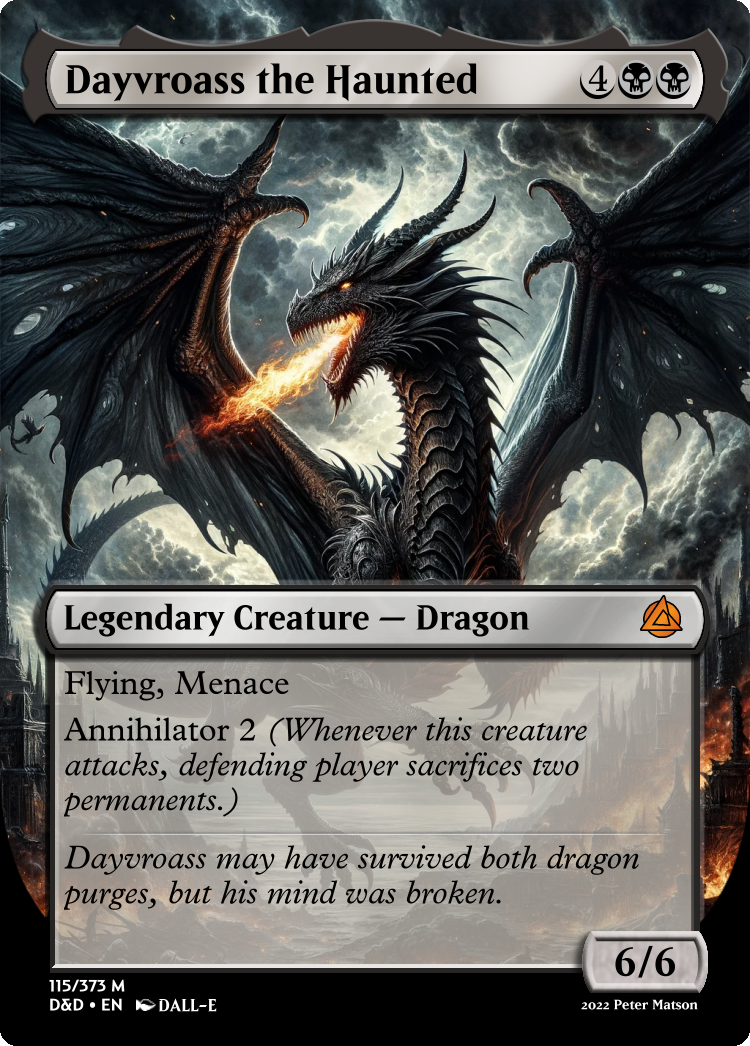 Dayvroass the Haunted 4
Legendary Creature — Dragon
Flying, Menace
Annihilator 2 (Whenever this creature
attacks, defending player sacrifices two
permanents.)
Dayvroass may have survived both dragon
purges, but his mind was broken.
6/6
115/373 M
D&D • EN DALL-E
2022 Peter Matson